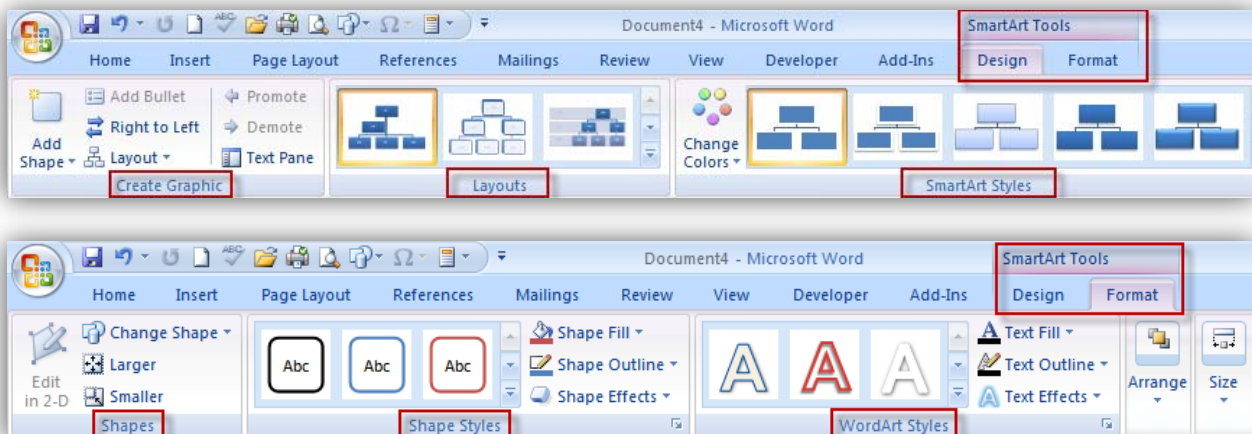 Document4 - Microsoft Word SmartArt Tools
Home Insert Page Layout References Mailings Review View Developer Add-Ins Design Format
Add Shape
Add Bullet
Right to Left
Layout
Promote
Demote
Text Pane
Create Graphic
Layouts
Change Colors
SmartArt Styles
ABC
Document4 - Microsoft Word SmartArt Tools
Home Insert Page Layout References Mailings Review View Developer Add-Ins Design Format
Edit in 2-D
Change Shape
Larger
Smaller
Shapes
Abc Abc Abc
Shape Fill
Shape Outline
Shape Effects
Shape Styles
A A A
Text Fill
Text Outline
Text Effects
WordArt Styles
Arrange
Size